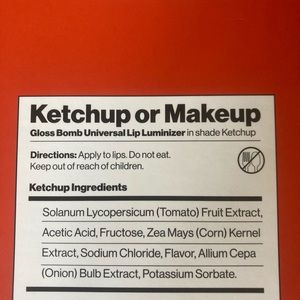 Ketchup or Makeup
Gloss Bomb Universal Lip Luminizer in shade Ketchup
Directions: Apply to lips. Do not eat.
Keep out of reach of children.
Ketchup Ingredients
Solanum Lycopersicum (Tomato) Fruit Extract,
Acetic Acid, Fructose, Zea Mays (Corn) Kernel
Extract, Sodium Chloride, Flavor, Allium Cepa
(Onion) Bulb Extract, Potassium Sorbate.